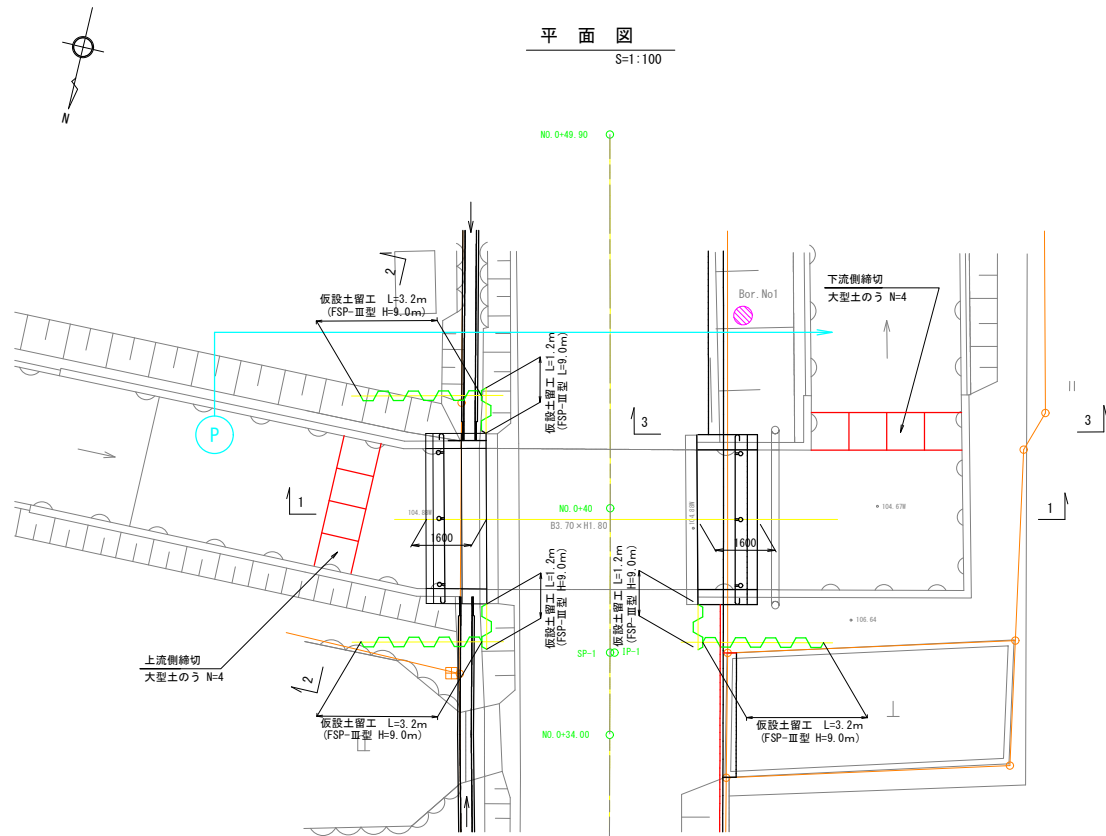 平 面 図
S=1:100
N
NO.0+49.90
2
仮設土留工 L=3.2m
(FSP-Ⅲ型 H=9.0m)
仮設土留工 L=1.2m
(FSP-Ⅲ型 L=9.0m)
Bor.No1
下流側締切
大型土のう N=4
P
3
3
1
1
NO.0+40
B3.70×H1.80
104.67W
1600
1600
仮設土留工 L=1.2m
(FSP-Ⅲ型 H=9.0m)
仮設土留工 L=1.2m
(FSP-Ⅲ型 H=9.0m)
106.64
SP-1
IP-1
上流側締切
大型土のう N=4
2
仮設土留工 L=3.2m
(FSP-Ⅲ型 H=9.0m)
仮設土留工 L=3.2m
(FSP-Ⅲ型 H=9.0m)
NO.0+34.00